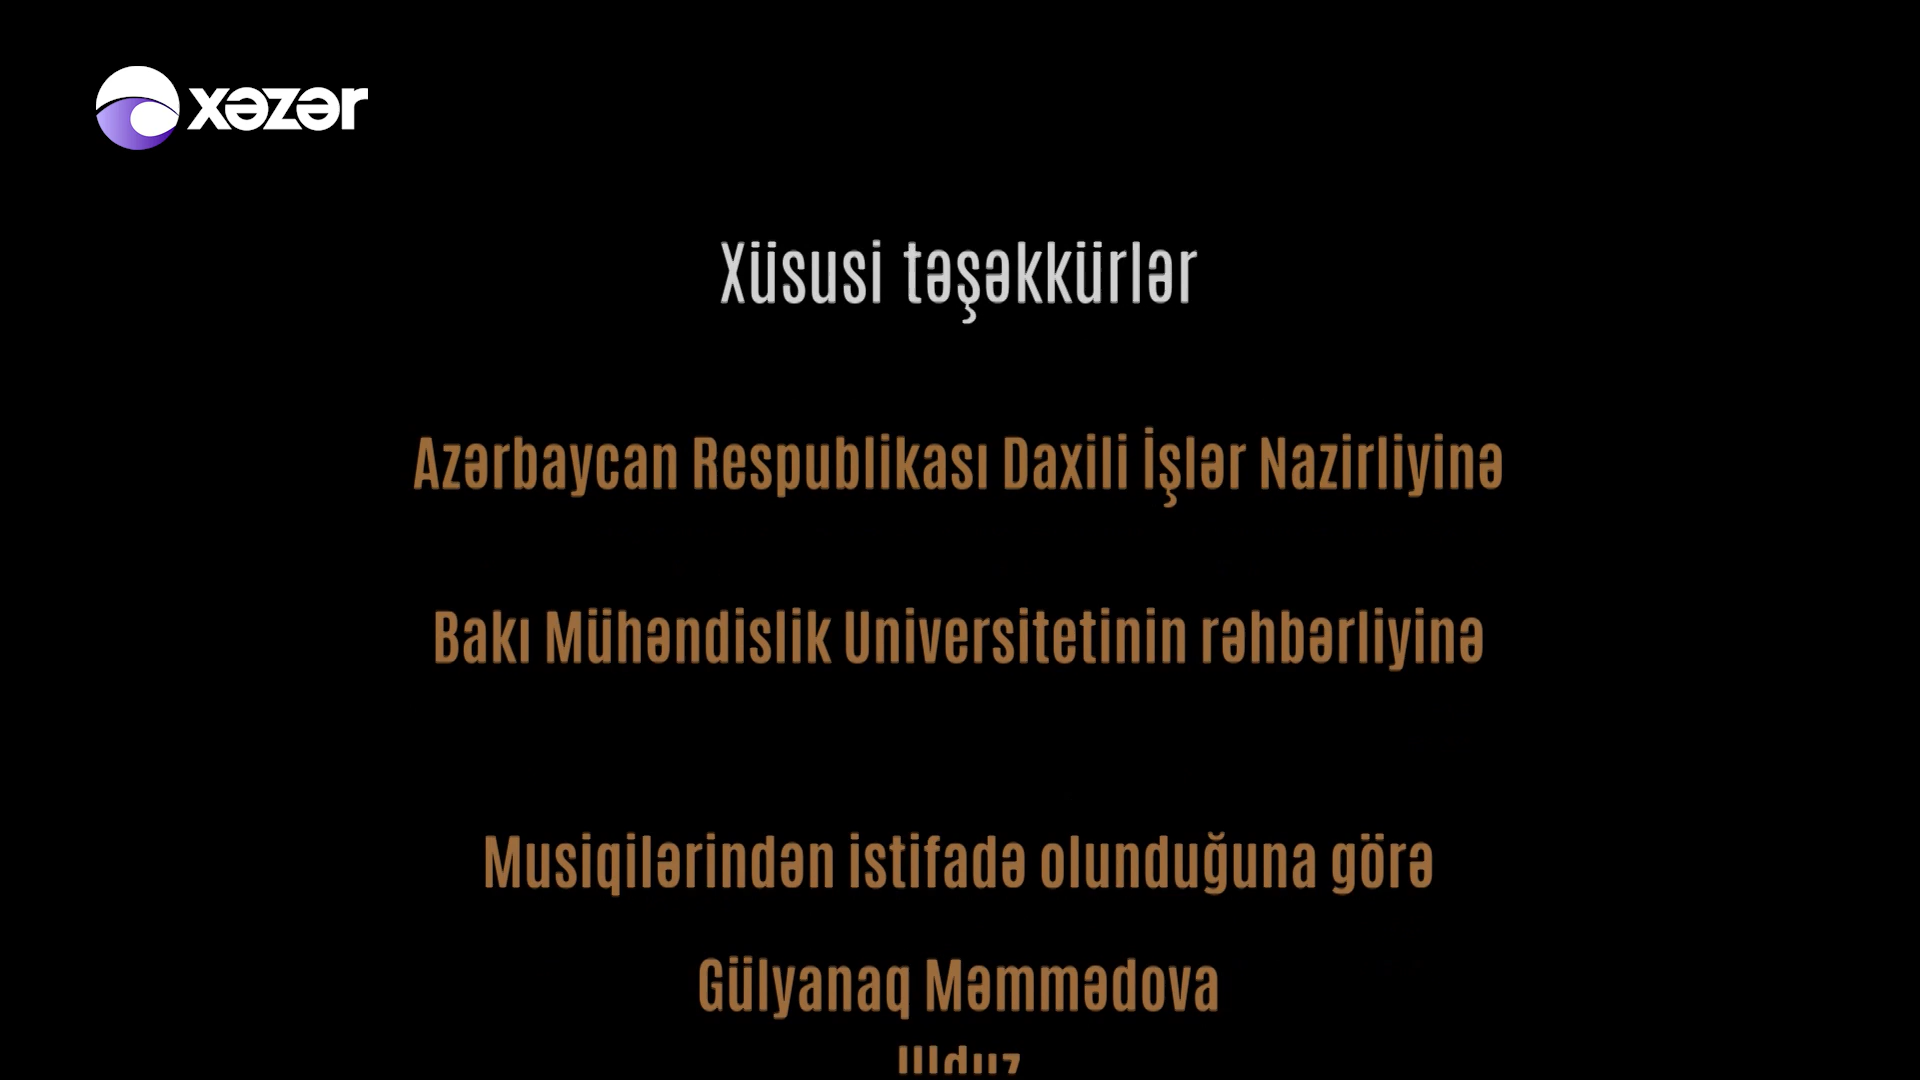 xəzər
Xüsusi təşəkkürlər
Azərbaycan Respublikası Daxili İşlər Nazirliyinə
Bakı Mühəndislik Universitetinin rəhbərliyinə
Musiqilərindən istifadə olunduğuna görə
Gülyanaq Məmmədova